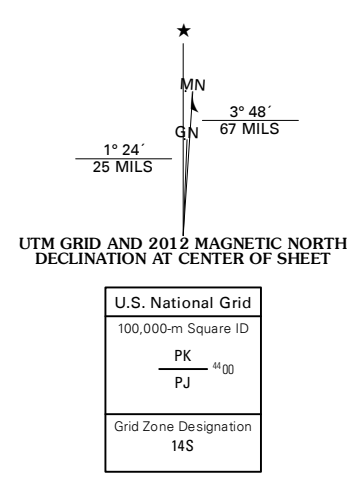 ★
MN
3° 48´
67 MILS
GN
1° 24´
25 MILS
UTM GRID AND 2012 MAGNETIC NORTH
DECLINATION AT CENTER OF SHEET
U.S. National Grid
100,000-m Square ID
PK
4400
PJ
Grid Zone Designation
14S